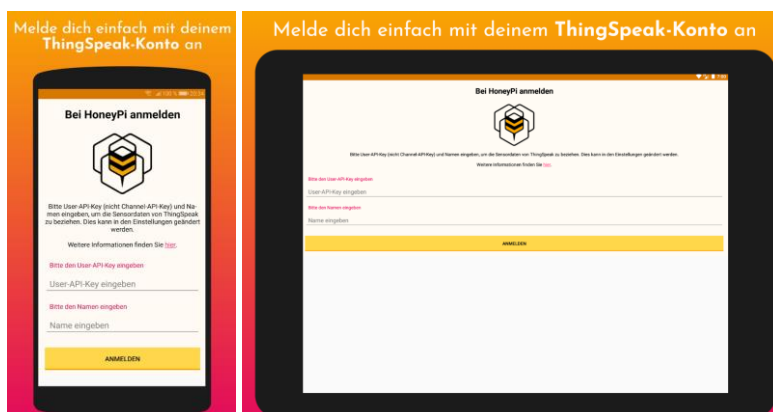 Melde dich einfach mit deinem
ThingSpeak-Konto an
100 % 23:34
Bei HoneyPi anmelden
Bitte User-API-Key (nicht Channel-API-Key) und Na-
men eingeben, um die Sensordaten von ThingSpeak
zu beziehen. Dies kann in den Einstellungen geändert
werden.
Weitere Informationen finden Sie hier.
Bitte den User-API-Key eingeben
User-API-Key eingeben
Bitte den Namen eingeben
Name eingeben
ANMELDEN
Melde dich einfach mit deinem ThingSpeak-Konto an
Bei HoneyPi anmelden
Bitte User-API-Key (nicht Channel-API-Key) und Namen eingeben, um die Sensordaten von ThingSpeak zu beziehen. Dies kann in den Einstellungen geändert werden.
Weitere Informationen finden Sie hier.
Bitte den User-API-Key eingeben
User-API-Key eingeben
Bitte den Namen eingeben
Name eingeben
ANMELDEN